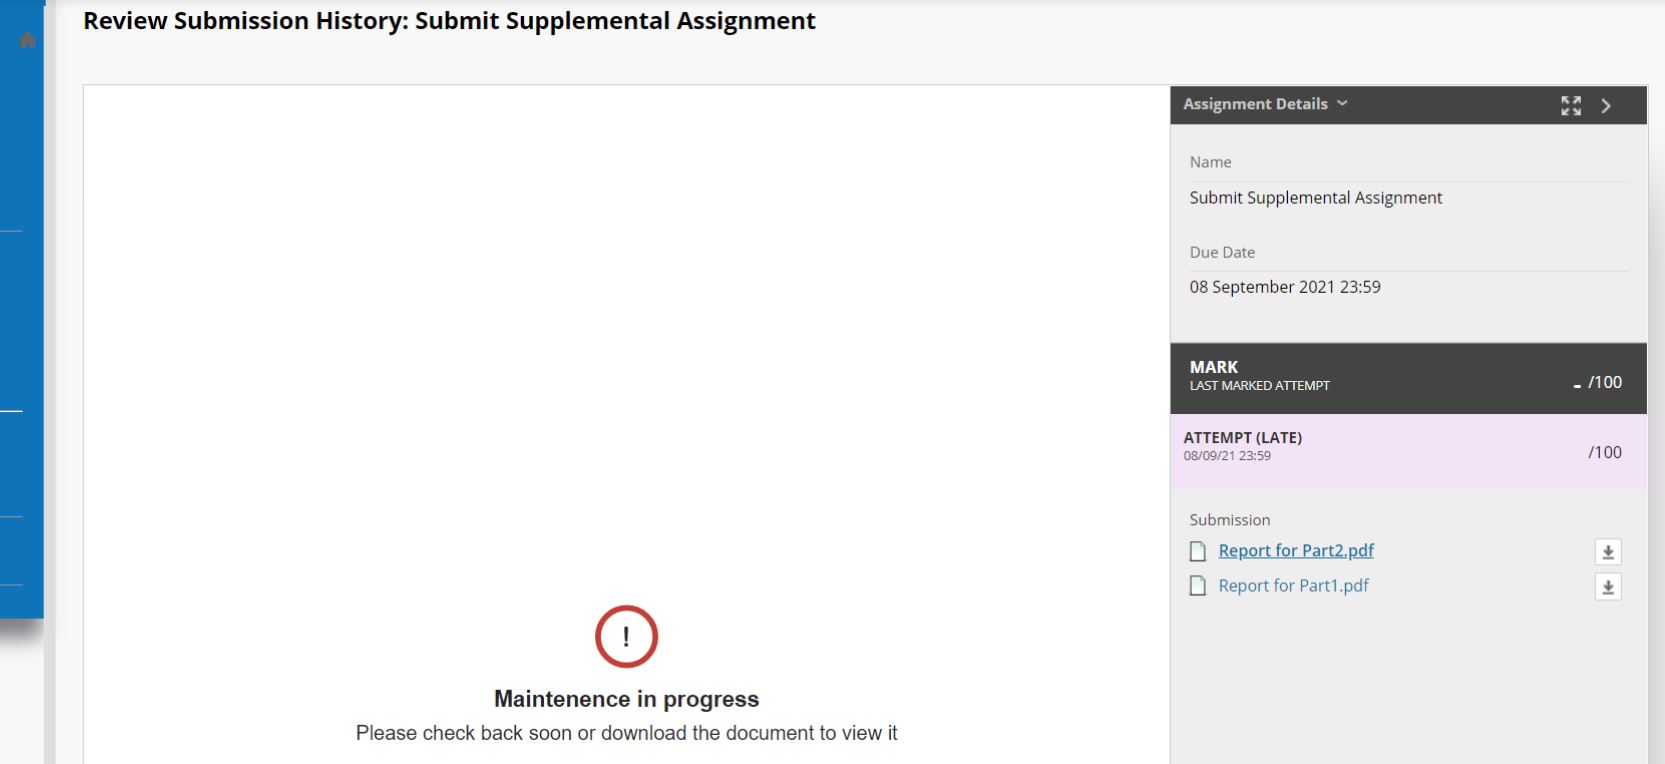 Review Submission History: Submit Supplemental Assignment
Assignment Details
Name
Submit Supplemental Assignment
Due Date
08 September 2021 23:59
MARK
LAST MARKED ATTEMPT
- /100
ATTEMPT (LATE)
08/09/21 23:59
/100
Submission
Report for Part2.pdf
Report for Part1.pdf
!
Maintenence in progress
Please check back soon or download the document to view it